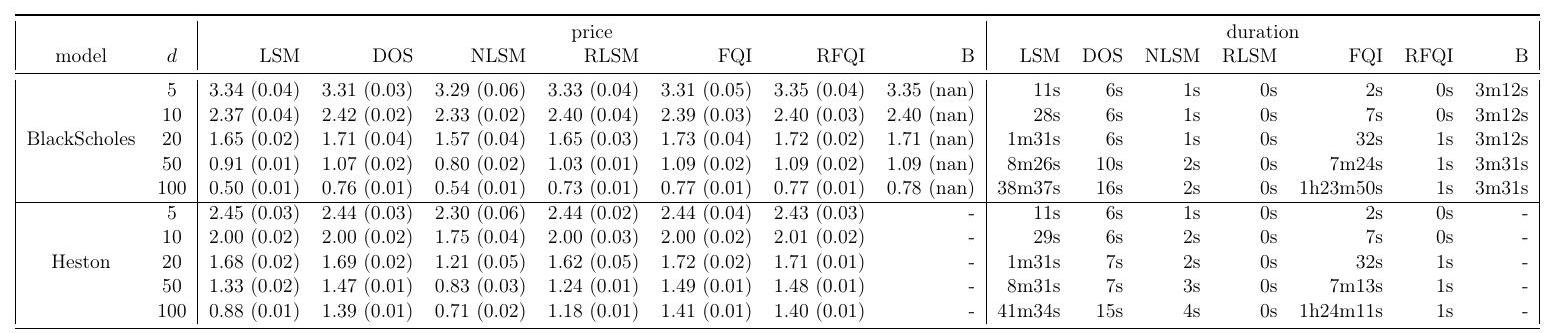 price duration
model d LSM DOS NLSM RLSM FQI RFQI B LSM DOS NLSM RLSM FQI RFQI B
5 3.34 (0.04) 3.31 (0.03) 3.29 (0.06) 3.33 (0.04) 3.31 (0.05) 3.35 (0.04) 3.35 (nan) 11s 6s 1s 0s 2s 0s 3m12s
10 2.37 (0.04) 2.42 (0.02) 2.33 (0.02) 2.40 (0.04) 2.39 (0.03) 2.40 (0.03) 2.40 (nan) 28s 6s 1s 0s 7s 0s 3m12s
BlackScholes 20 1.65 (0.02) 1.71 (0.04) 1.57 (0.04) 1.65 (0.03) 1.73 (0.04) 1.72 (0.02) 1.71 (nan) 1m31s 6s 1s 0s 32s 1s 3m12s
50 0.91 (0.01) 1.07 (0.02) 0.80 (0.02) 1.03 (0.01) 1.09 (0.02) 1.09 (0.02) 1.09 (nan) 8m26s 10s 2s 0s 7m24s 1s 3m31s
100 0.50 (0.01) 0.76 (0.01) 0.54 (0.01) 0.73 (0.01) 0.77 (0.01) 0.77 (0.01) 0.78 (nan) 38m37s 16s 2s 0s 1h23m50s 1s 3m31s
5 2.45 (0.03) 2.44 (0.03) 2.30 (0.06) 2.44 (0.02) 2.44 (0.04) 2.43 (0.03) - 11s 6s 1s 0s 2s 0s -
10 2.00 (0.02) 2.00 (0.02) 1.75 (0.04) 2.00 (0.03) 2.00 (0.02) 2.01 (0.02) - 29s 6s 2s 0s 7s 0s -
Heston 20 1.68 (0.02) 1.69 (0.02) 1.21 (0.05) 1.62 (0.05) 1.72 (0.02) 1.71 (0.01) - 1m31s 7s 2s 0s 32s 1s -
50 1.33 (0.02) 1.47 (0.01) 0.83 (0.03) 1.24 (0.01) 1.49 (0.01) 1.48 (0.01) - 8m31s 7s 3s 0s 7m13s 1s -
100 0.88 (0.01) 1.39 (0.01) 0.71 (0.02) 1.18 (0.01) 1.41 (0.01) 1.40 (0.01) - 41m34s 15s 4s 0s 1h24m11s 1s -